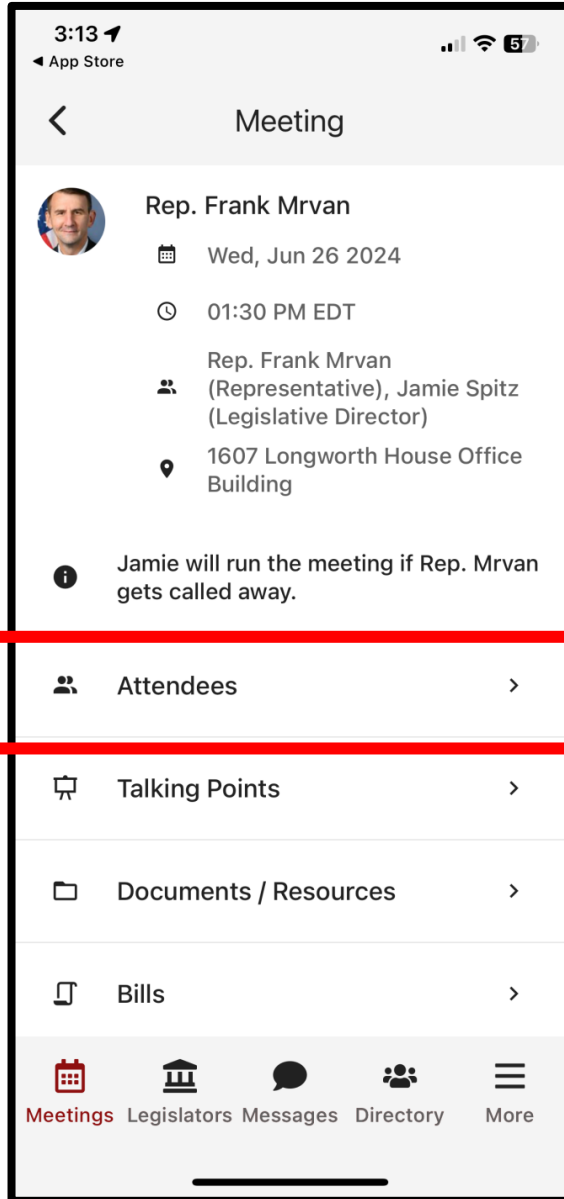 3:13
57
◀ App Store
Meeting
Rep. Frank Mrvan
Wed, Jun 26 2024
01:30 PM EDT
Rep. Frank Mrvan
(Representative), Jamie Spitz
(Legislative Director)
1607 Longworth House Office
Building
Jamie will run the meeting if Rep. Mrvan
gets called away.
Attendees
Talking Points
Documents / Resources
Bills
Meetings Legislators Messages Directory More